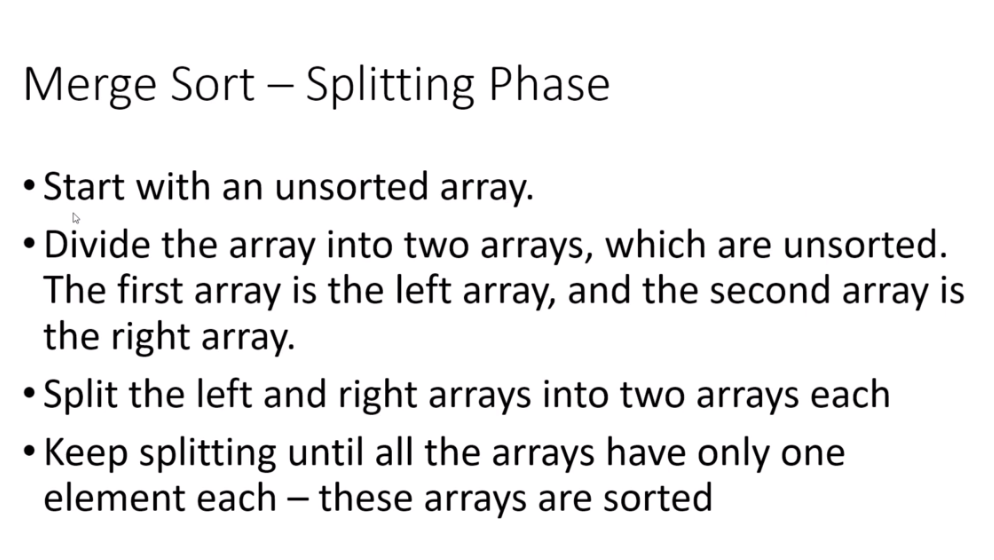 Merge Sort – Splitting Phase
• Start with an unsorted array.
• Divide the array into two arrays, which are unsorted.
The first array is the left array, and the second array is
the right array.
• Split the left and right arrays into two arrays each
• Keep splitting until all the arrays have only one
element each – these arrays are sorted